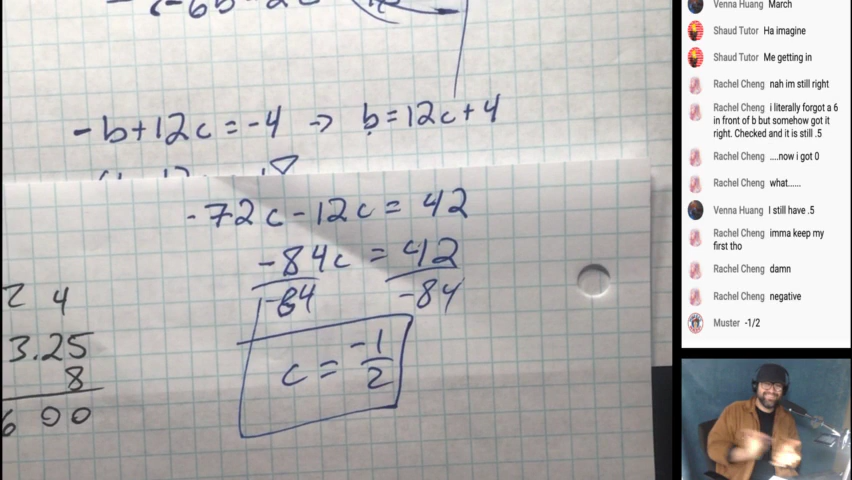 -b+12c=-4 → b=12c+4
-72c-12c=42
-84c = 42
-84 -84
c = -1/2
2 4
3.25
8
6 00
Venna Huang March
Shaud Tutor Ha imagine
Shaud Tutor Me getting in
Rachel Cheng nah im still right
Rachel Cheng i literally forgot a 6
in front of b but somehow got it
right. Checked and it is still .5
Rachel Cheng ....now i got 0
Rachel Cheng what......
Venna Huang I still have .5
Rachel Cheng imma keep my
first tho
Rachel Cheng damn
Rachel Cheng negative
Muster -1/2